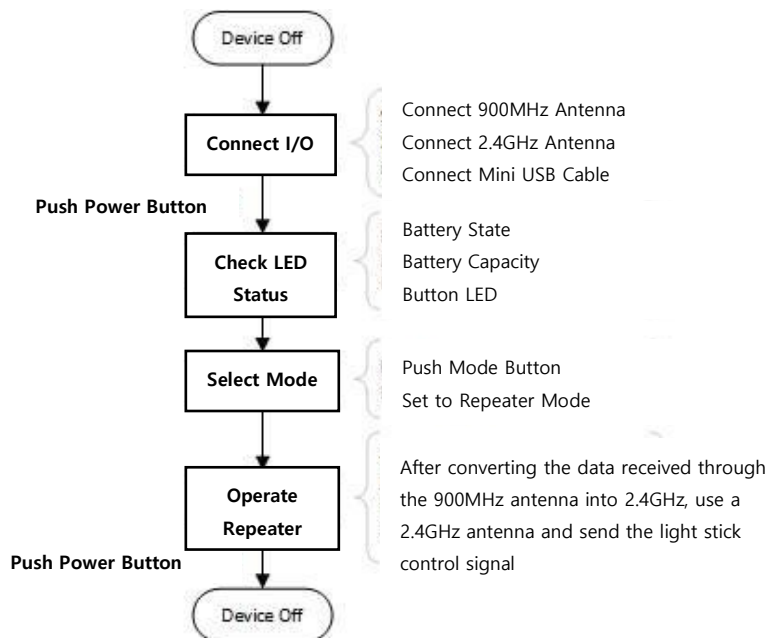 Device Off
Connect I/O
Connect 900MHz Antenna
Connect 2.4GHz Antenna
Connect Mini USB Cable
Push Power Button
Check LED
Status
Battery State
Battery Capacity
Button LED
Select Mode
Push Mode Button
Set to Repeater Mode
Operate
Repeater
After converting the data received through
the 900MHz antenna into 2.4GHz, use a
2.4GHz antenna and send the light stick
control signal
Push Power Button
Device Off